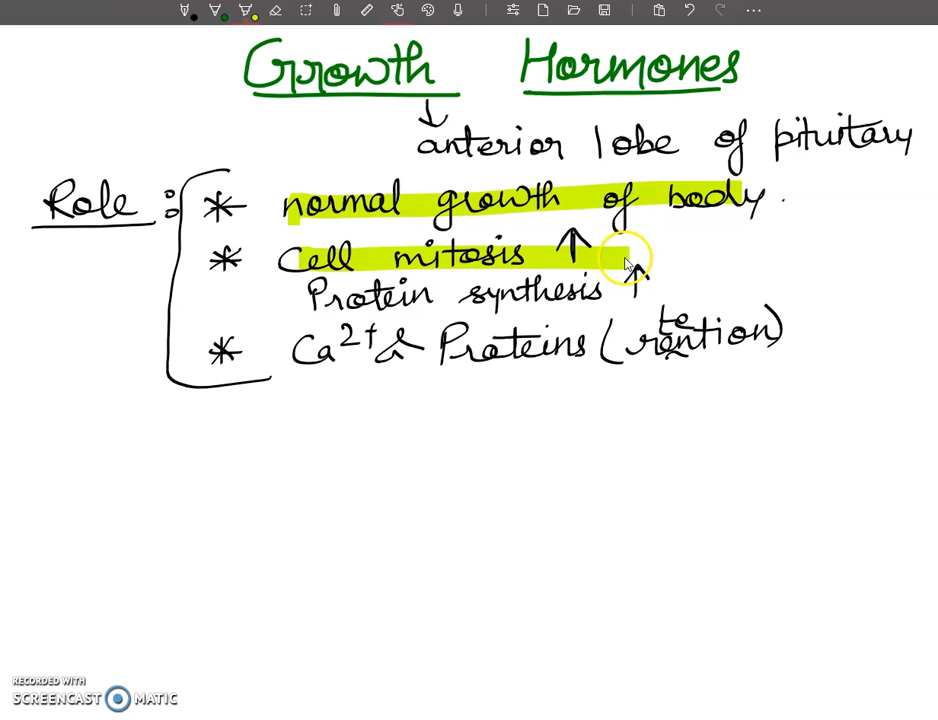 Growth Hormones
↓
anterior lobe of pituitary
Role : * normal growth of body.
* Cell mitosis ↑
Protein synthesis ↑
* Ca²⁺ & Proteins (retention)
RECORDED WITH
SCREENCAST MATIC